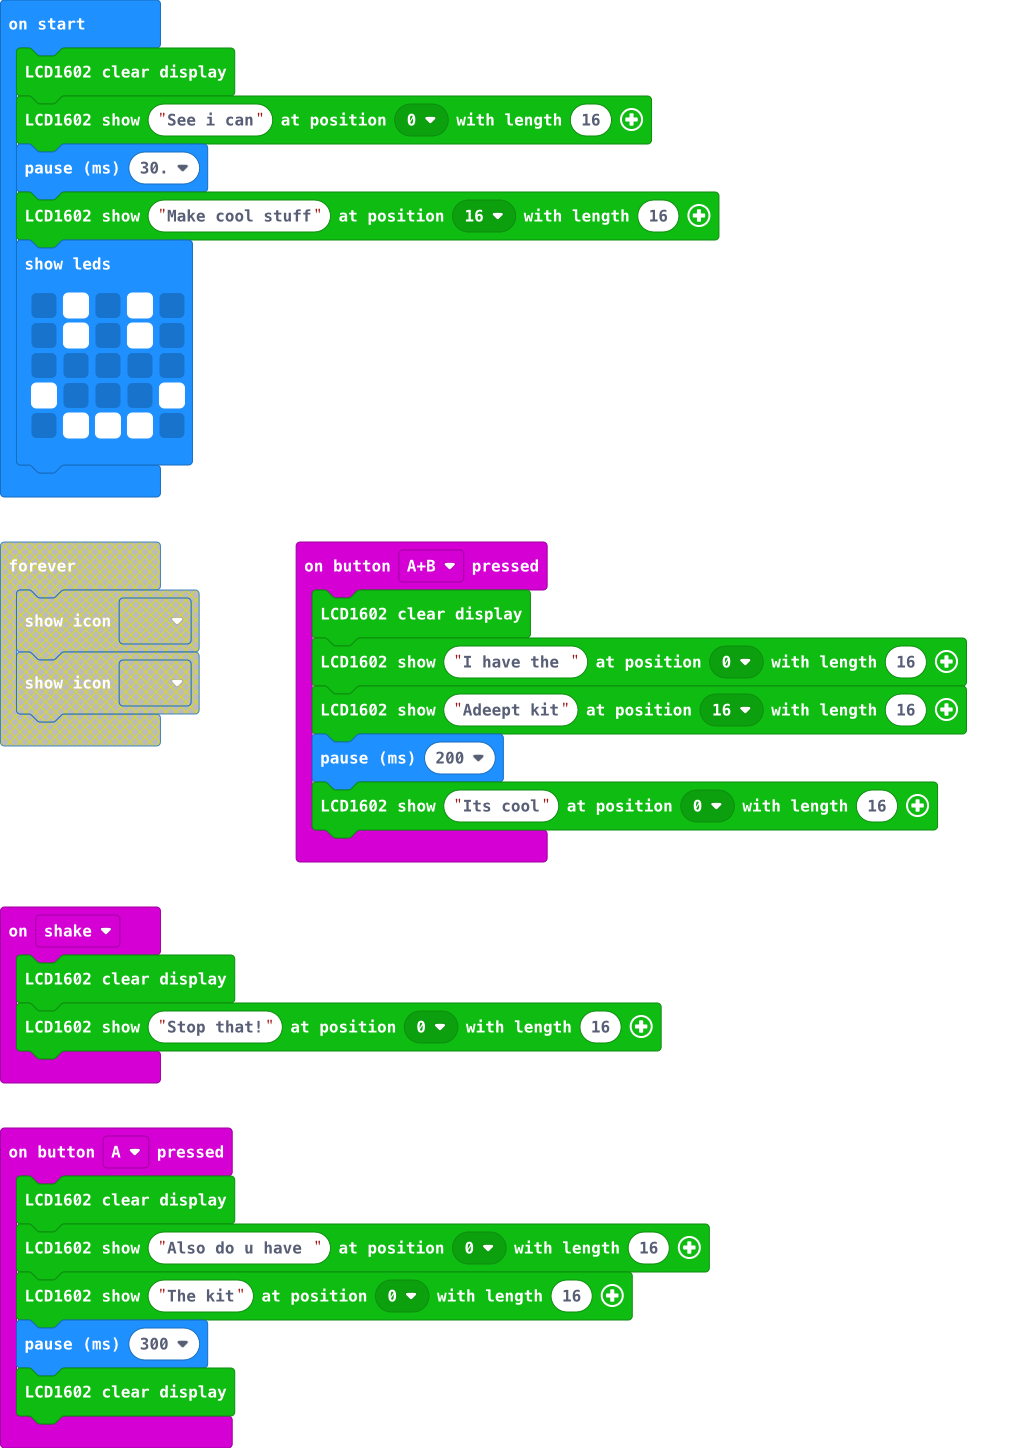 on start
LCD1602 clear display
LCD1602 show "See i can" at position 0 with length 16
pause (ms) 30.
LCD1602 show "Make cool stuff" at position 16 with length 16
show leds
forever
show icon
show icon
on button A+B pressed
LCD1602 clear display
LCD1602 show "I have the " at position 0 with length 16
LCD1602 show "Adeept kit" at position 16 with length 16
pause (ms) 200
LCD1602 show "Its cool" at position 0 with length 16
on shake
LCD1602 clear display
LCD1602 show "Stop that!" at position 0 with length 16
on button A pressed
LCD1602 clear display
LCD1602 show "Also do u have " at position 0 with length 16
LCD1602 show "The kit" at position 0 with length 16
pause (ms) 300
LCD1602 clear display